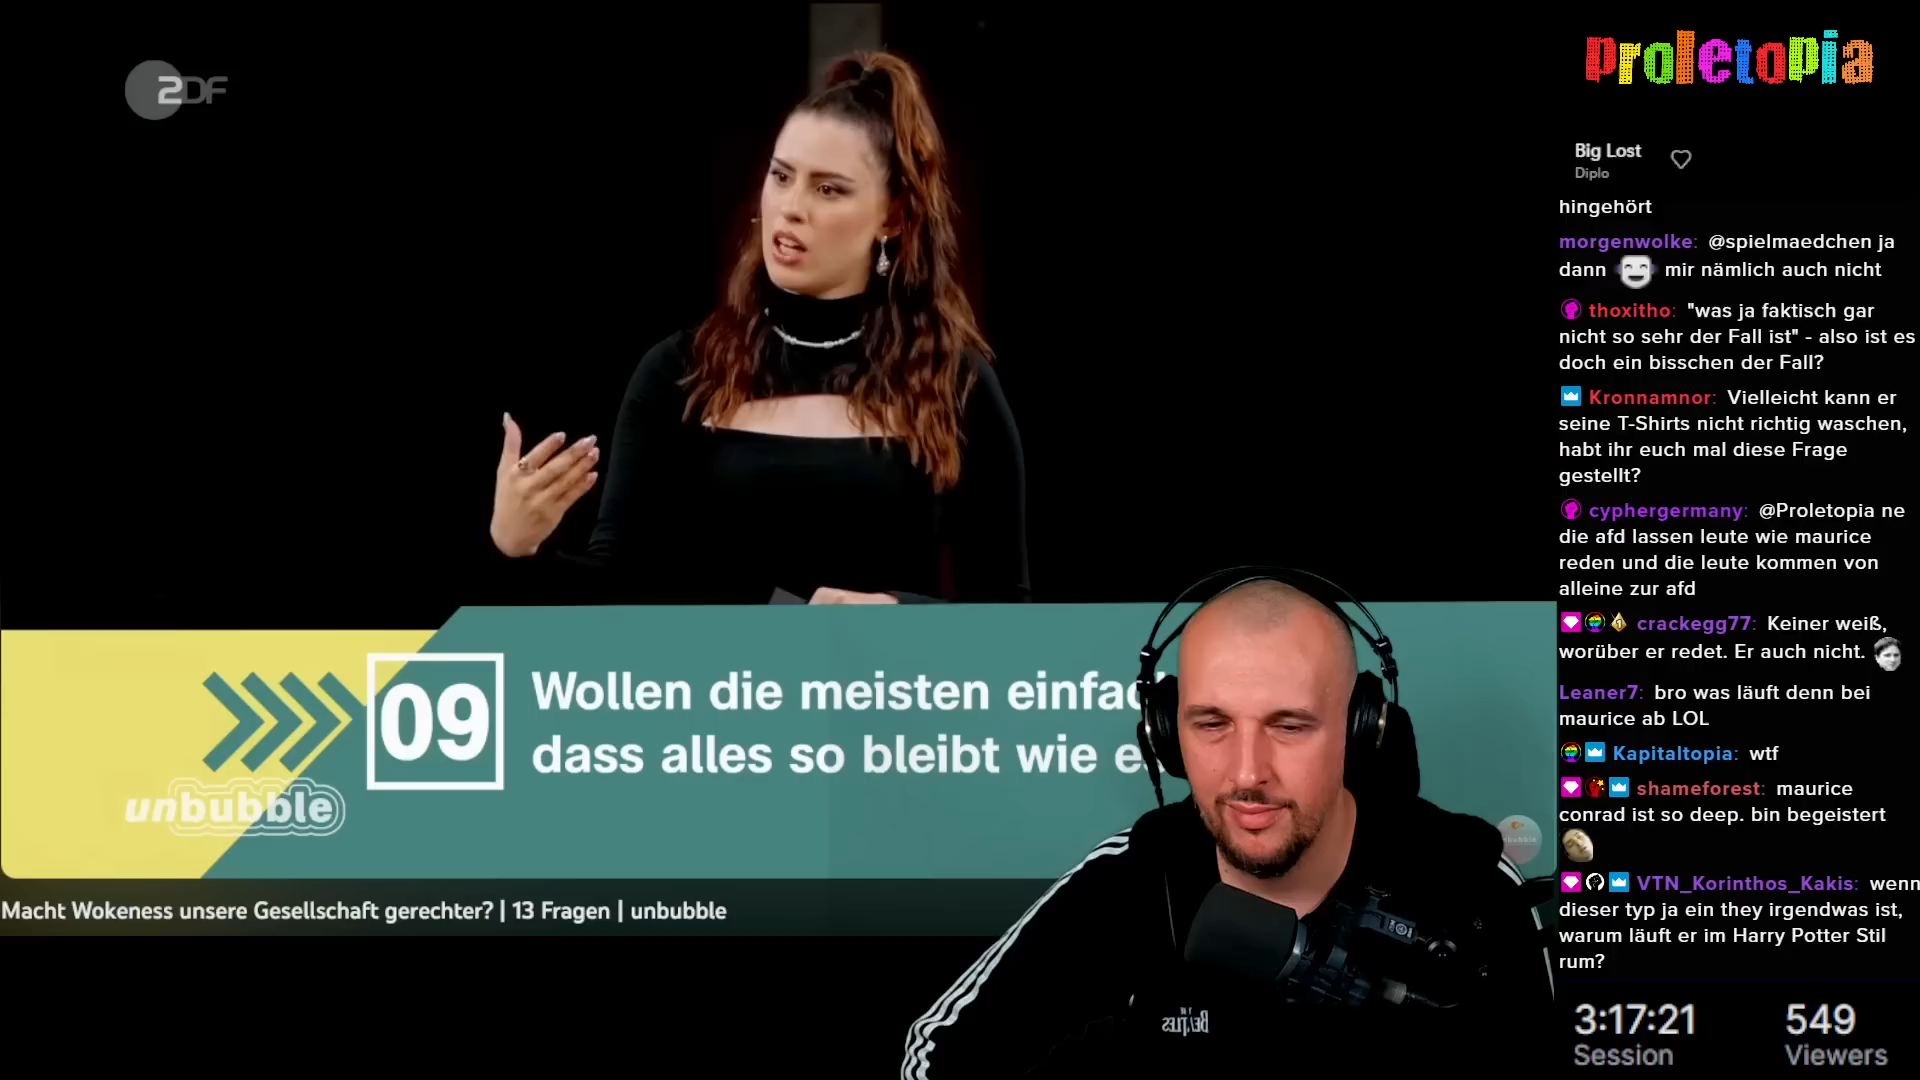 2DF
Proletopia
Big Lost
Diplo
hingehört
morgenwolke: @spielmaedchen ja
dann mir nämlich auch nicht
thoxitho: "was ja faktisch gar
nicht so sehr der Fall ist" - also ist es
doch ein bisschen der Fall?
Kronnamnor: Vielleicht kann er
seine T-Shirts nicht richtig waschen,
habt ihr euch mal diese Frage
gestellt?
cyphergermany: @Proletopia ne
die afd lassen leute wie maurice
reden und die leute kommen von
alleine zur afd
crackegg77: Keiner weiß,
worüber er redet. Er auch nicht.
Leaner7: bro was läuft denn bei
maurice ab LOL
Kapitaltopia: wtf
shameforest: maurice
conrad ist so deep. bin begeistert
VTN_Korinthos_Kakis: wenn
dieser typ ja ein they irgendwas ist,
warum läuft er im Harry Potter Stil
rum?
3:17:21
Session
549
Viewers
09
Wollen die meisten einfac
dass alles so bleibt wie e
unbubble
Macht Wokeness unsere Gesellschaft gerechter? | 13 Fragen | unbubble
BEATLES